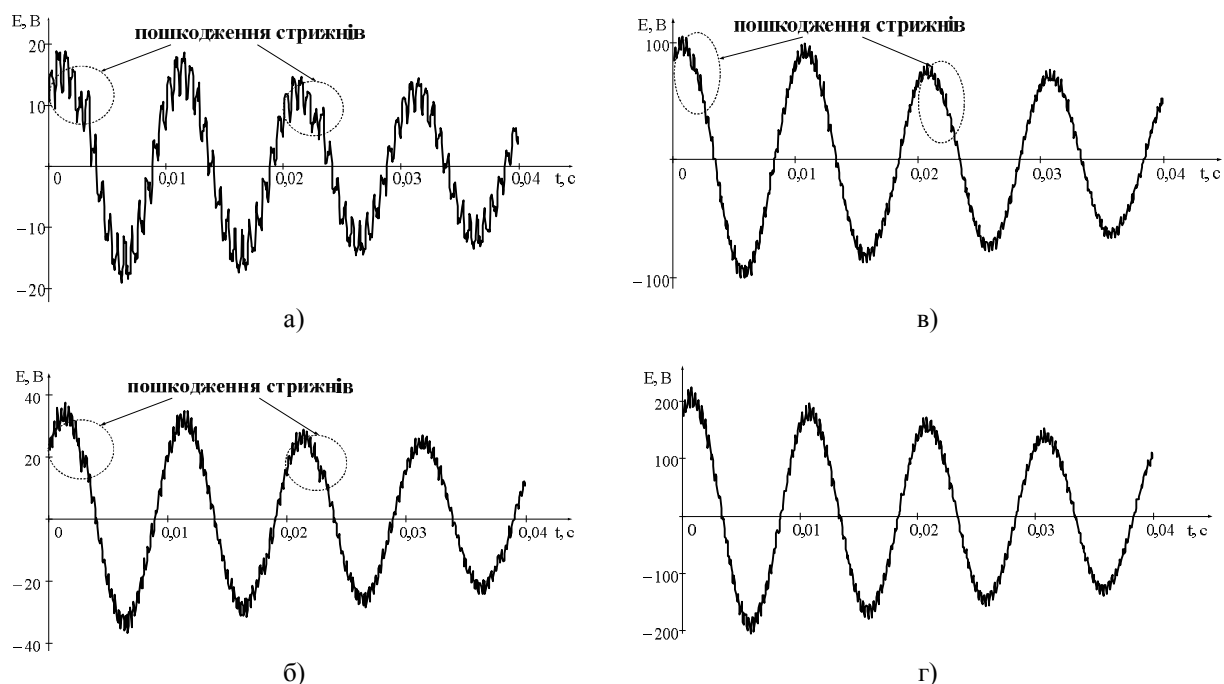 E, В
пошкодження стрижнів
20
10
0
0,01
0,02
0,03
0,04
t, с
−10
−20
а)
E, В
пошкодження стрижнів
100
0
0,01
0,02
0,03
0,04
t, с
−100
в)
E, В
пошкодження стрижнів
40
20
0
0,01
0,02
0,03
0,04
t, с
−20
−40
б)
E, В
200
100
0
0,01
0,02
0,03
0,04
t, с
−100
−200
г)